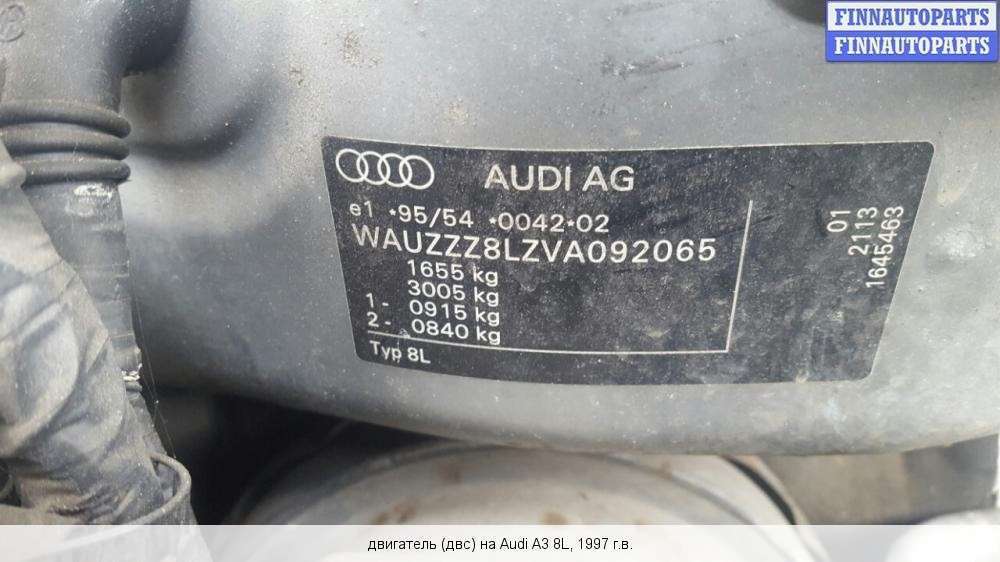 FINNAUTOPARTS
FINNAUTOPARTS
AUDI AG
e1 *95/54 *0042*02
WAUZZZ8LZVA092065
1655 kg
3005 kg
1- 0915 kg
2- 0840 kg
Typ 8L
01
2113
1645463
двигатель (двс) на Audi A3 8L, 1997 г.в.